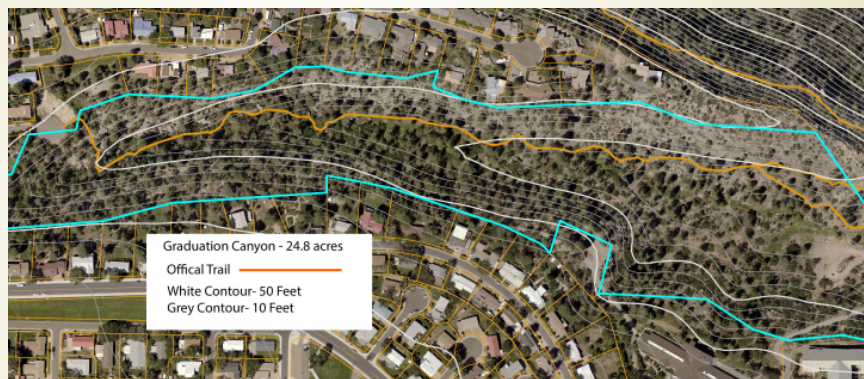 Graduation Canyon - 24.8 acres
Offical Trail
White Contour- 50 Feet
Grey Contour- 10 Feet